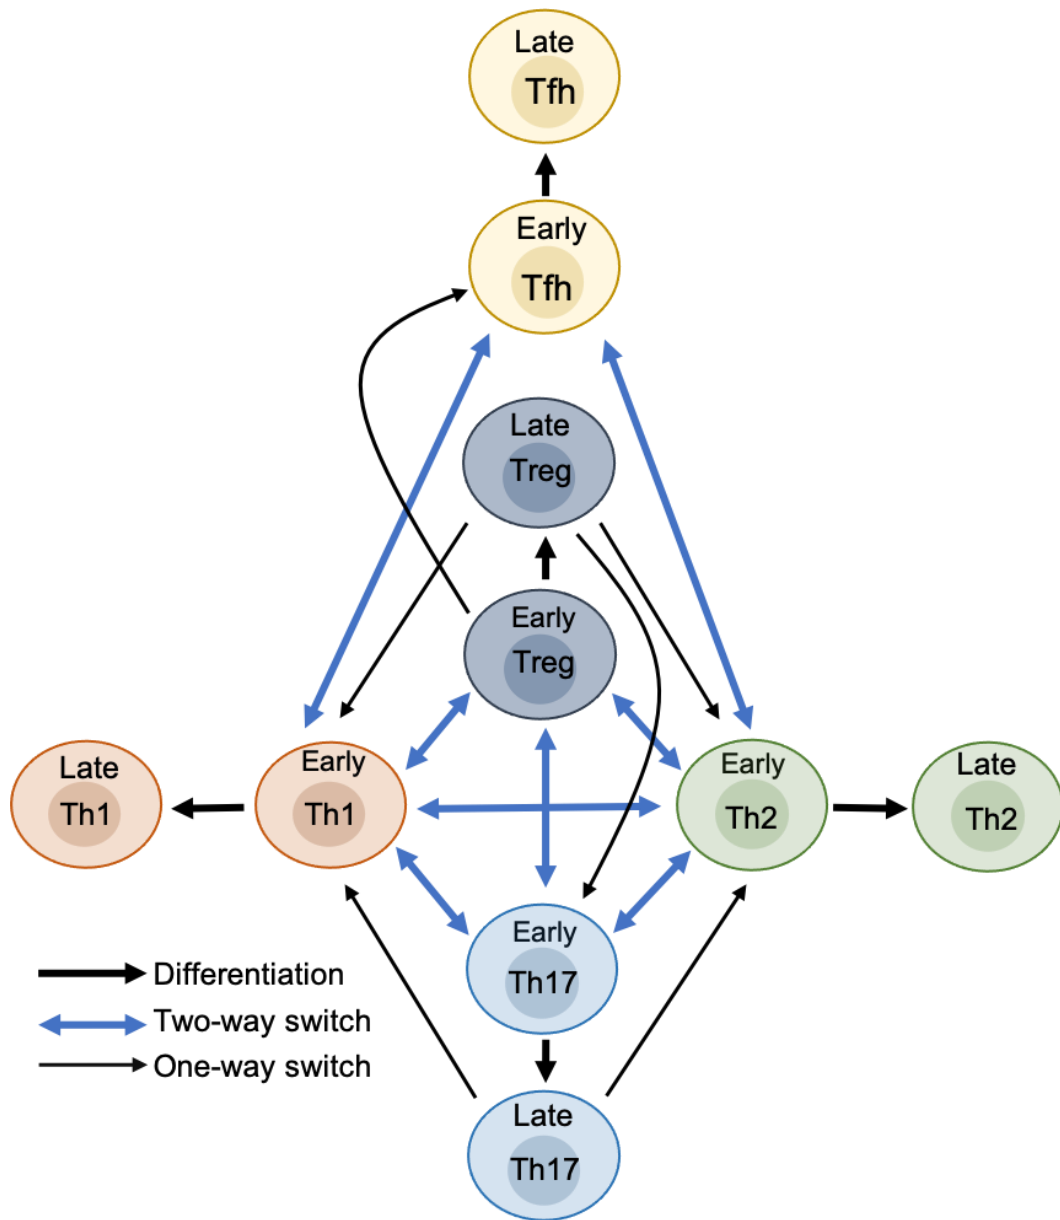 Late
Tfh
Early
Tfh
Late
Treg
Early
Treg
Late
Th1
Early
Th1
Early
Th2
Late
Th2
Early
Th17
Late
Th17
Differentiation
Two-way switch
One-way switch